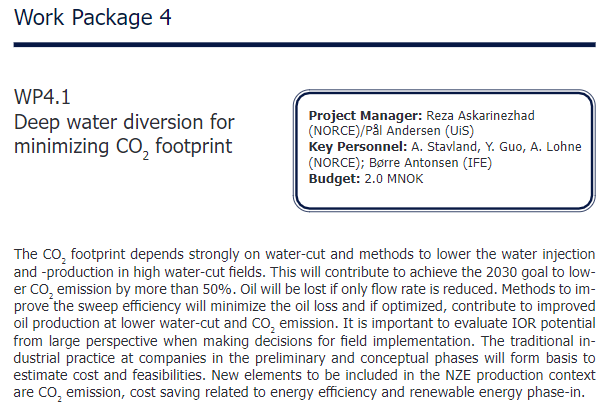 Work Package 4
WP4.1
Deep water diversion for
minimizing CO₂ footprint
Project Manager: Reza Askarinezhad
(NORCE)/Pål Andersen (UiS)
Key Personnel: A. Stavland, Y. Guo, A. Lohne
(NORCE); Børre Antonsen (IFE)
Budget: 2.0 MNOK
The CO₂ footprint depends strongly on water-cut and methods to lower the water injection
and -production in high water-cut fields. This will contribute to achieve the 2030 goal to low-
er CO₂ emission by more than 50%. Oil will be lost if only flow rate is reduced. Methods to im-
prove the sweep efficiency will minimize the oil loss and if optimized, contribute to improved
oil production at lower water-cut and CO₂ emission. It is important to evaluate IOR potential
from large perspective when making decisions for field implementation. The traditional in-
dustrial practice at companies in the preliminary and conceptual phases will form basis to
estimate cost and feasibilities. New elements to be included in the NZE production context
are CO₂ emission, cost saving related to energy efficiency and renewable energy phase-in.